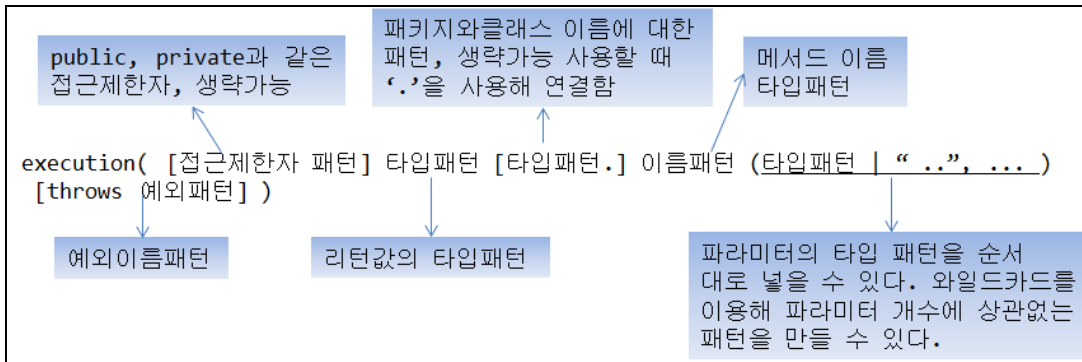 public, private과 같은
접근제한자, 생략가능
패키지와클래스 이름에 대한
패턴, 생략가능 사용할 때
‘.’을 사용해 연결함
메서드 이름
타입패턴
execution( [접근제한자 패턴] 타입패턴 [타입패턴.] 이름패턴 (타입패턴 | “ ..”, ... )
[throws 예외패턴] )
예외이름패턴
리턴값의 타입패턴
파라미터의 타입 패턴을 순서
대로 넣을 수 있다. 와일드카드를
이용해 파라미터 개수에 상관없는
패턴을 만들 수 있다.